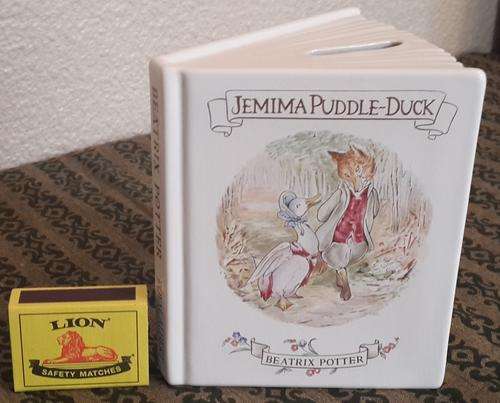 JEMIMA PUDDLE-DUCK
BEATRIX POTTER
BEATRIX POTTER
LION
SAFETY MATCHES